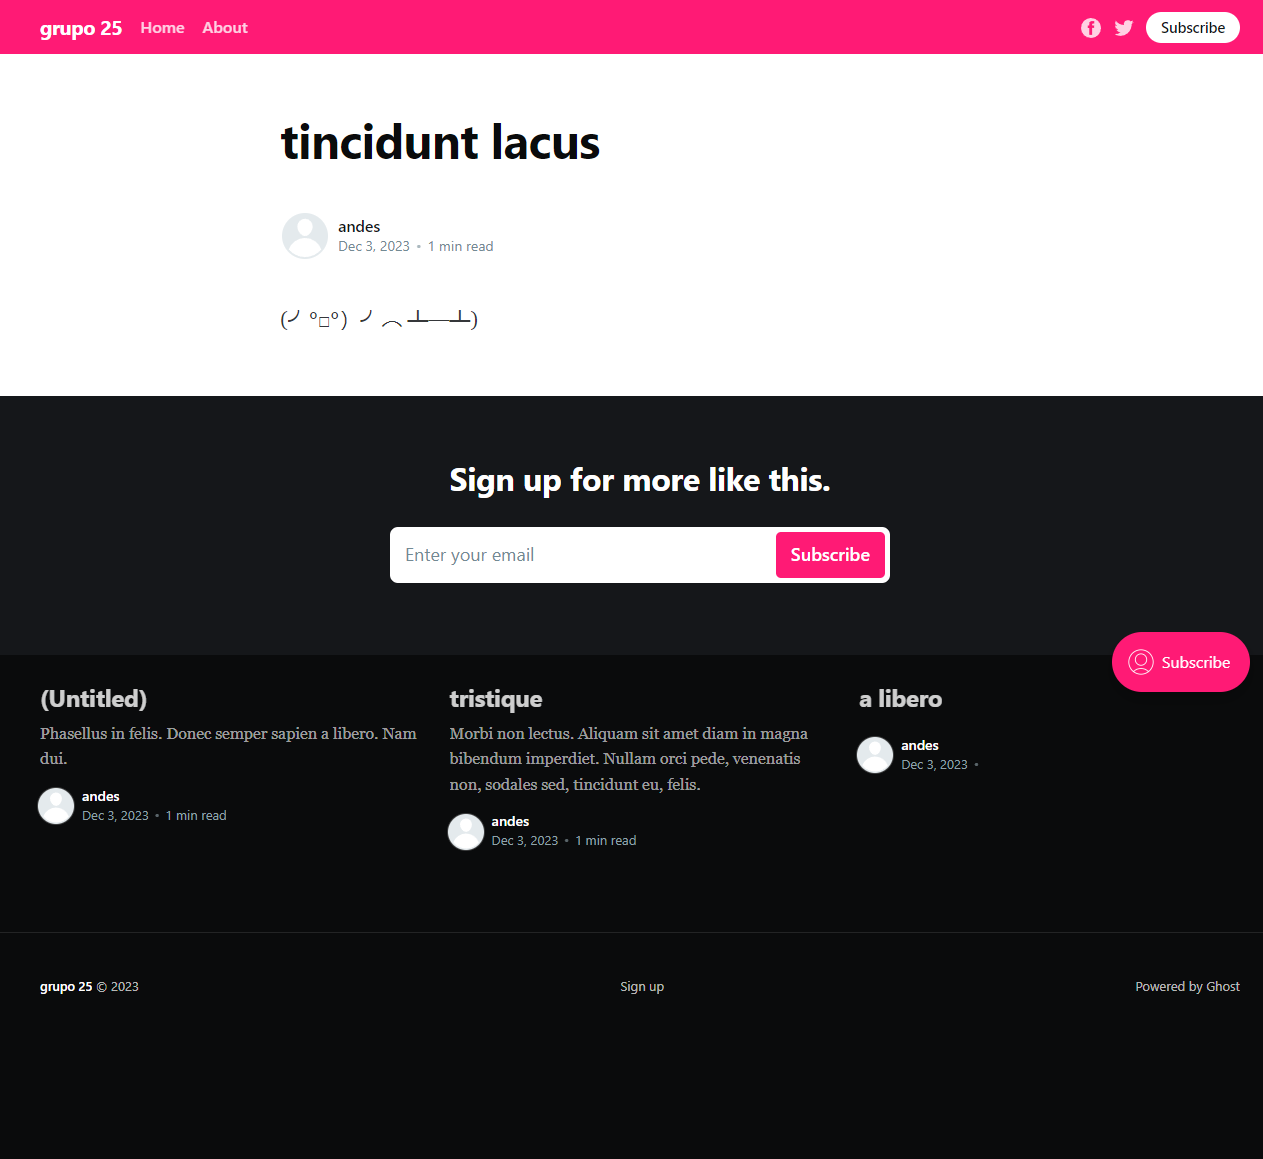 grupo 25 Home About Subscribe
tincidunt lacus
andes
Dec 3, 2023 • 1 min read
(╯°□°）╯︵ ┻━┻)
Sign up for more like this.
Enter your email Subscribe
Subscribe
(Untitled)
Phasellus in felis. Donec semper sapien a libero. Nam
dui.
andes
Dec 3, 2023 • 1 min read
tristique
Morbi non lectus. Aliquam sit amet diam in magna
bibendum imperdiet. Nullam orci pede, venenatis
non, sodales sed, tincidunt eu, felis.
andes
Dec 3, 2023 • 1 min read
a libero
andes
Dec 3, 2023 •
grupo 25 © 2023 Sign up Powered by Ghost